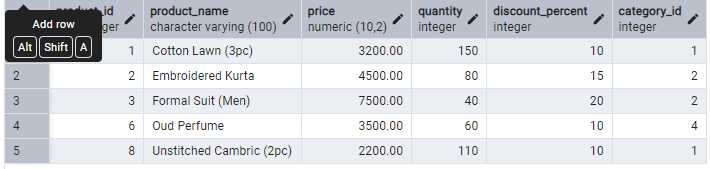 Add row
Alt Shift A
product_id product_name price quantity discount_percent category_id
integer character varying (100) numeric (10,2) integer integer integer
1 Cotton Lawn (3pc) 3200.00 150 10 1
2 2 Embroidered Kurta 4500.00 80 15 2
3 3 Formal Suit (Men) 7500.00 40 20 2
4 6 Oud Perfume 3500.00 60 10 4
5 8 Unstitched Cambric (2pc) 2200.00 110 10 1